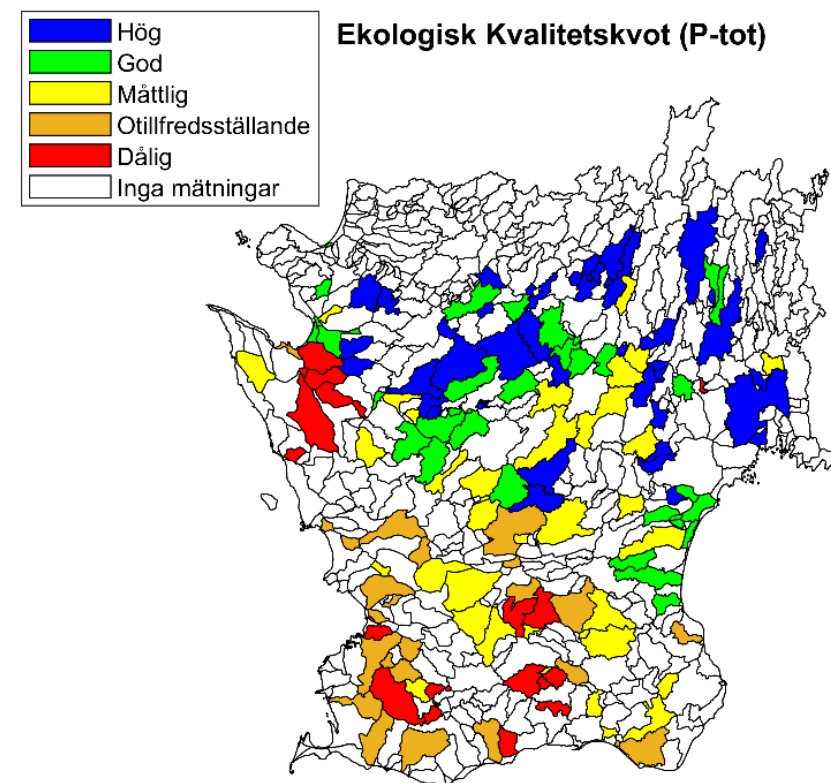 Ekologisk Kvalitetskvot (P-tot)
Hög
God
Måttlig
Otillfredsställande
Dålig
Inga mätningar